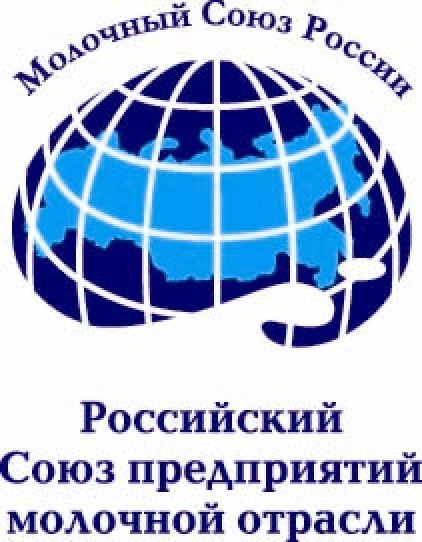 Молочный Союз России
Российский
Союз предприятий
молочной отрасли